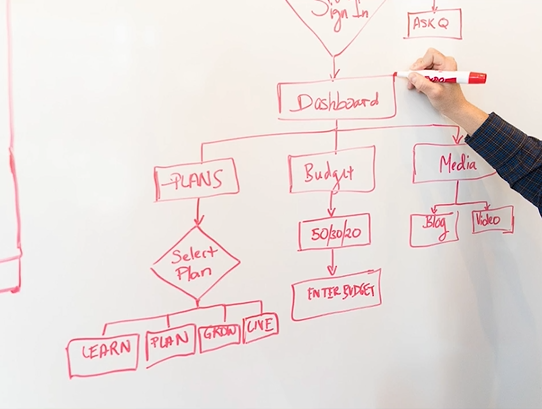 Sign In
ASK Q
Dashboard
PLANS
Budget
Media
50/30/20
Blog
Video
Select
Plan
ENTER BUDGET
LEARN
PLAN
GROW
LIVE